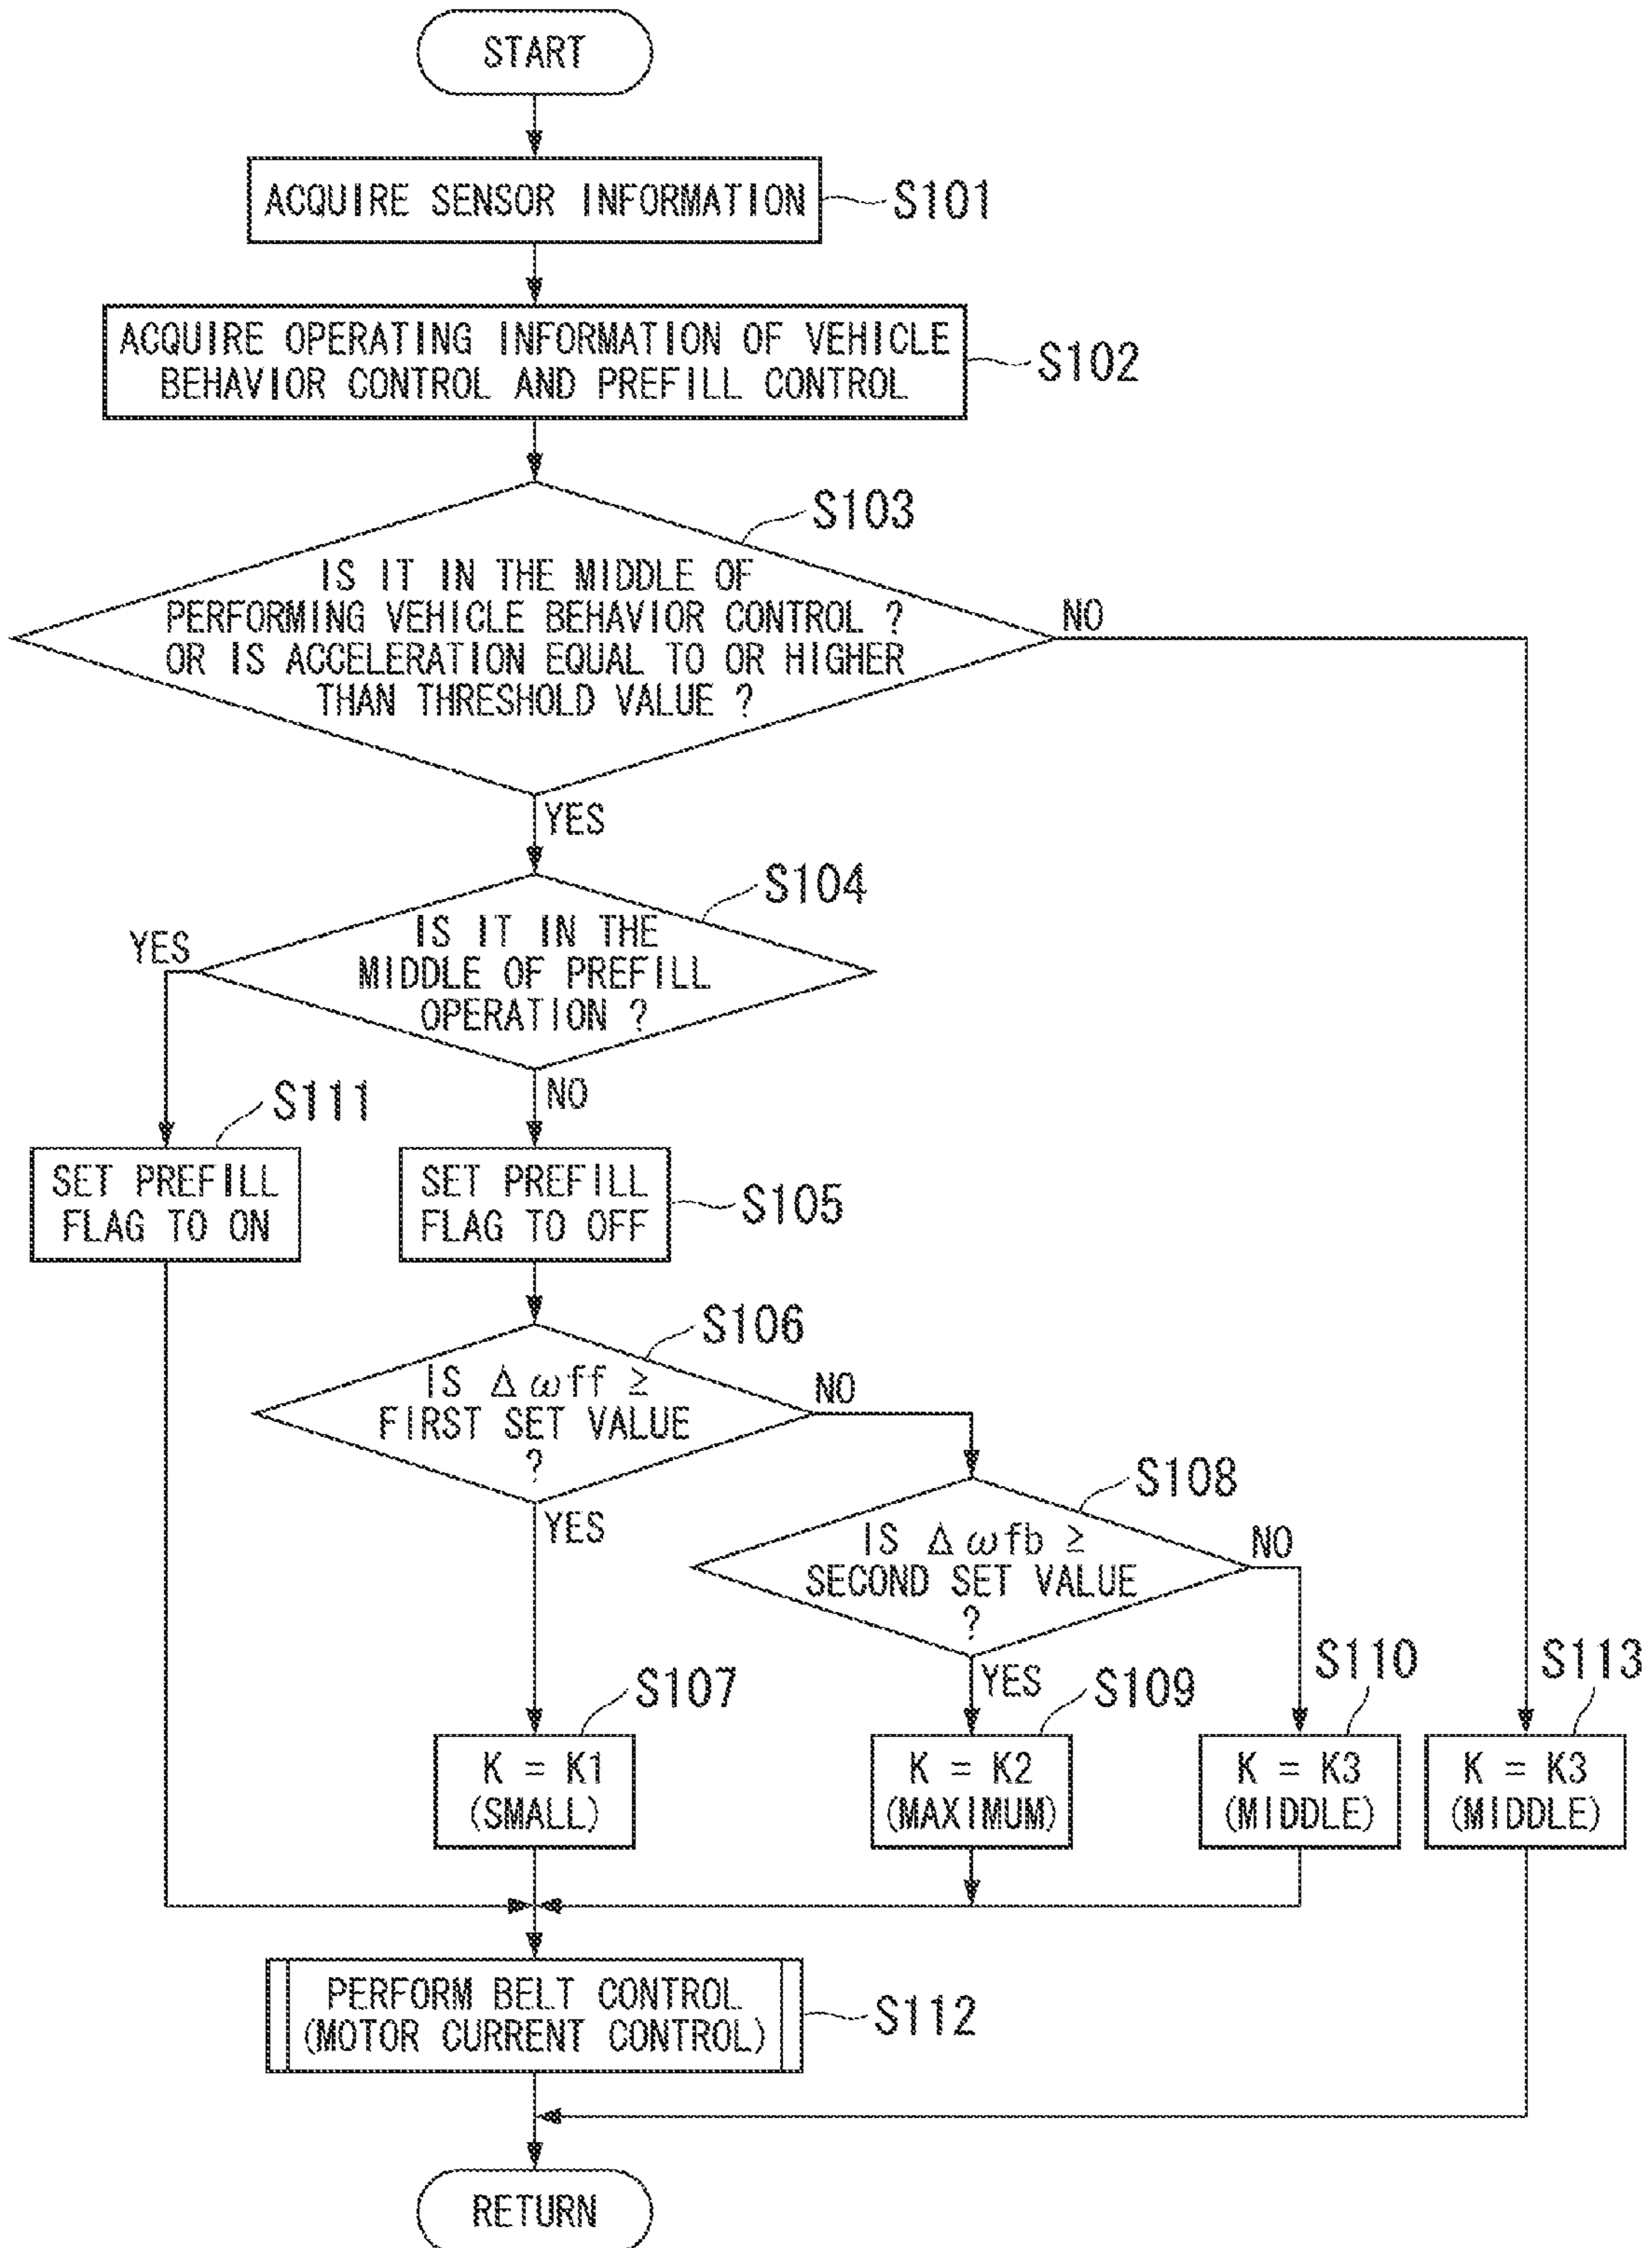 START
ACQUIRE SENSOR INFORMATION
S101
ACQUIRE OPERATING INFORMATION OF VEHICLE
BEHAVIOR CONTROL AND PREFILL CONTROL
S102
S103
IS IT IN THE MIDDLE OF
PERFORMING VEHICLE BEHAVIOR CONTROL ?
OR IS ACCELERATION EQUAL TO OR HIGHER
THAN THRESHOLD VALUE ?
NO
YES
S104
IS IT IN THE
MIDDLE OF PREFILL
OPERATION ?
YES
NO
S111
SET PREFILL
FLAG TO ON
SET PREFILL
FLAG TO OFF
S105
S106
IS Δωff ≥
FIRST SET VALUE
?
NO
YES
S108
IS Δωfb ≥
SECOND SET VALUE
?
NO
YES
S107
K = K1
(SMALL)
S109
K = K2
(MAXIMUM)
S110
K = K3
(MIDDLE)
S113
K = K3
(MIDDLE)
PERFORM BELT CONTROL
(MOTOR CURRENT CONTROL)
S112
RETURN